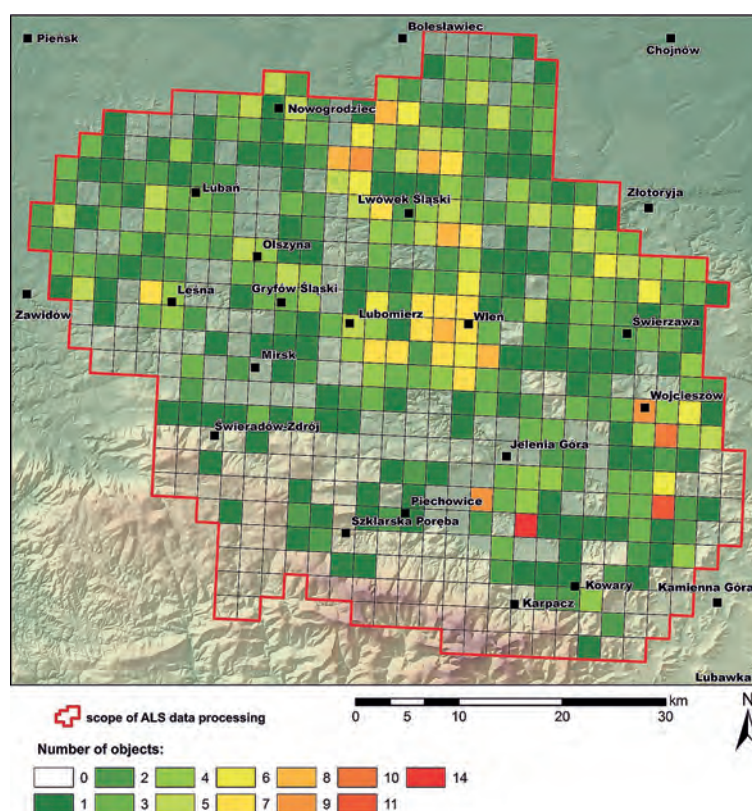 Bolesławiec
Pieńsk
Chojnów
Nowogrodziec
Lubań
Złotoryja
Lwówek Śląski
Olszyna
Gryfów Śląski
Leśna
Zawidów
Lubomierz
Wleń
Świerzawa
Mirsk
Wojcieszów
Świeradów-Zdrój
Jelenia Góra
Piechowice
Szklarska Poręba
Kowary
Kamienna Góra
Karpacz
Lubawka
km
N
0 5 10 20 30
scope of ALS data processing
Number of objects:
0 2 4 6 8 10 14
1 3 5 7 9 11